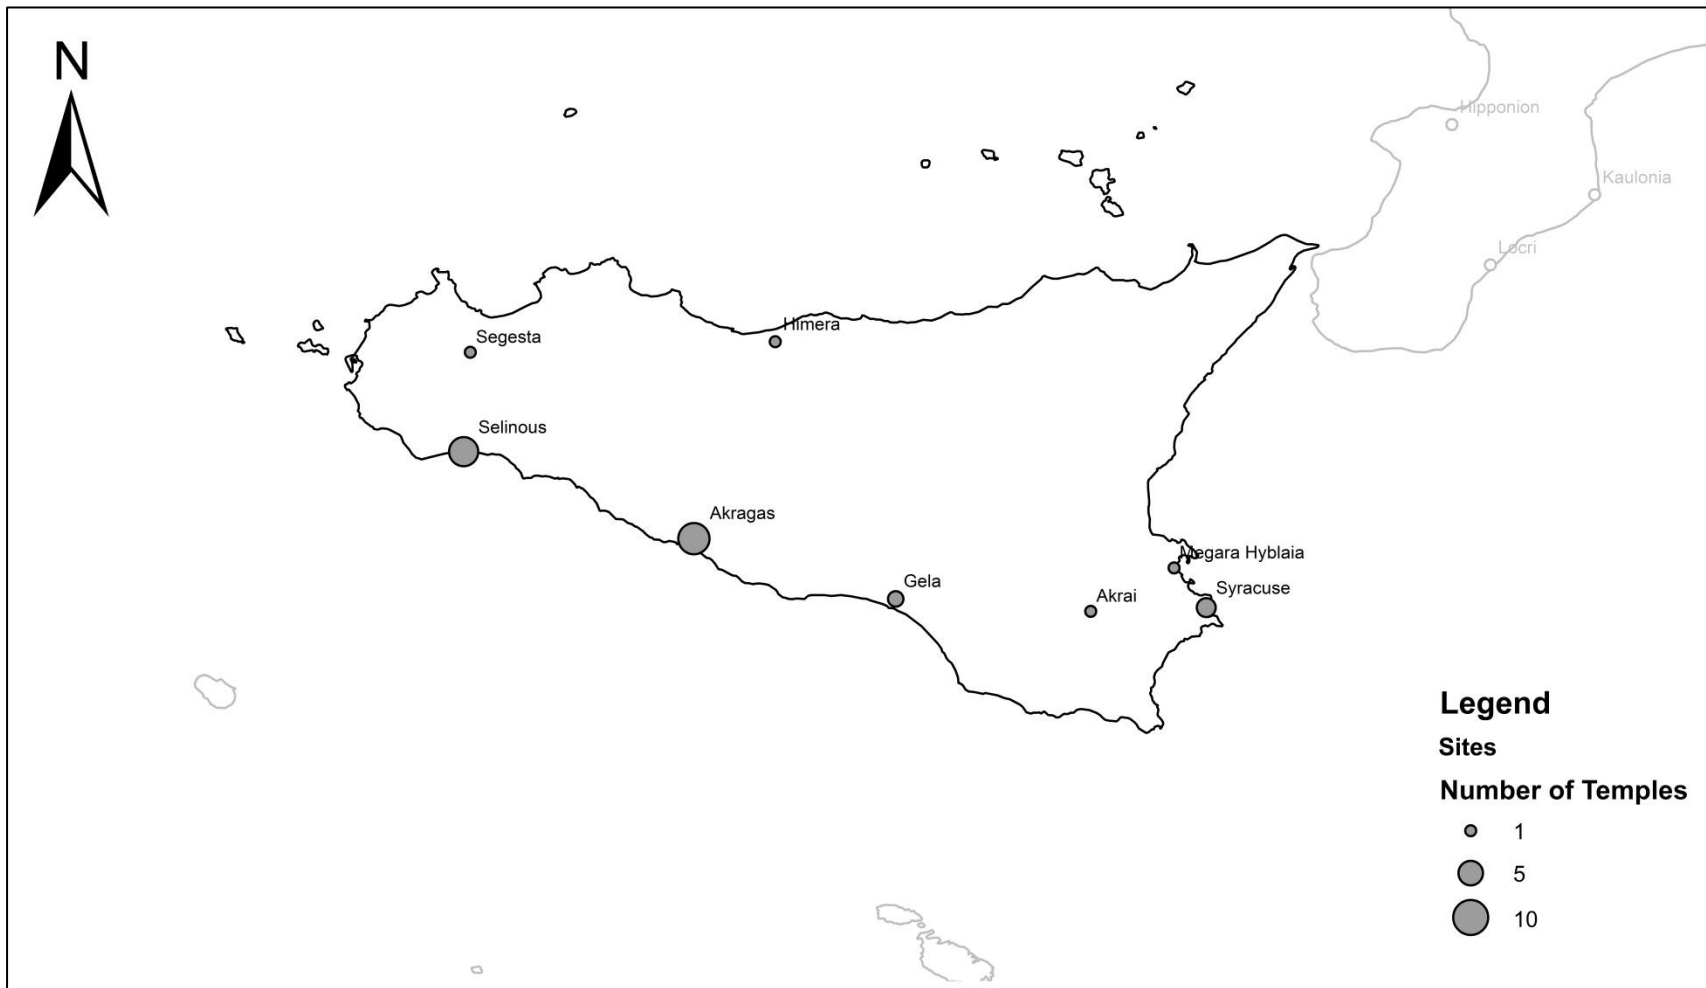 N
Hipponion
Kaulonia
Locri
Himera
Segesta
Selinous
Akragas
Megara Hyblaia
Gela
Akrai
Syracuse
Legend
Sites
Number of Temples
1
5
10